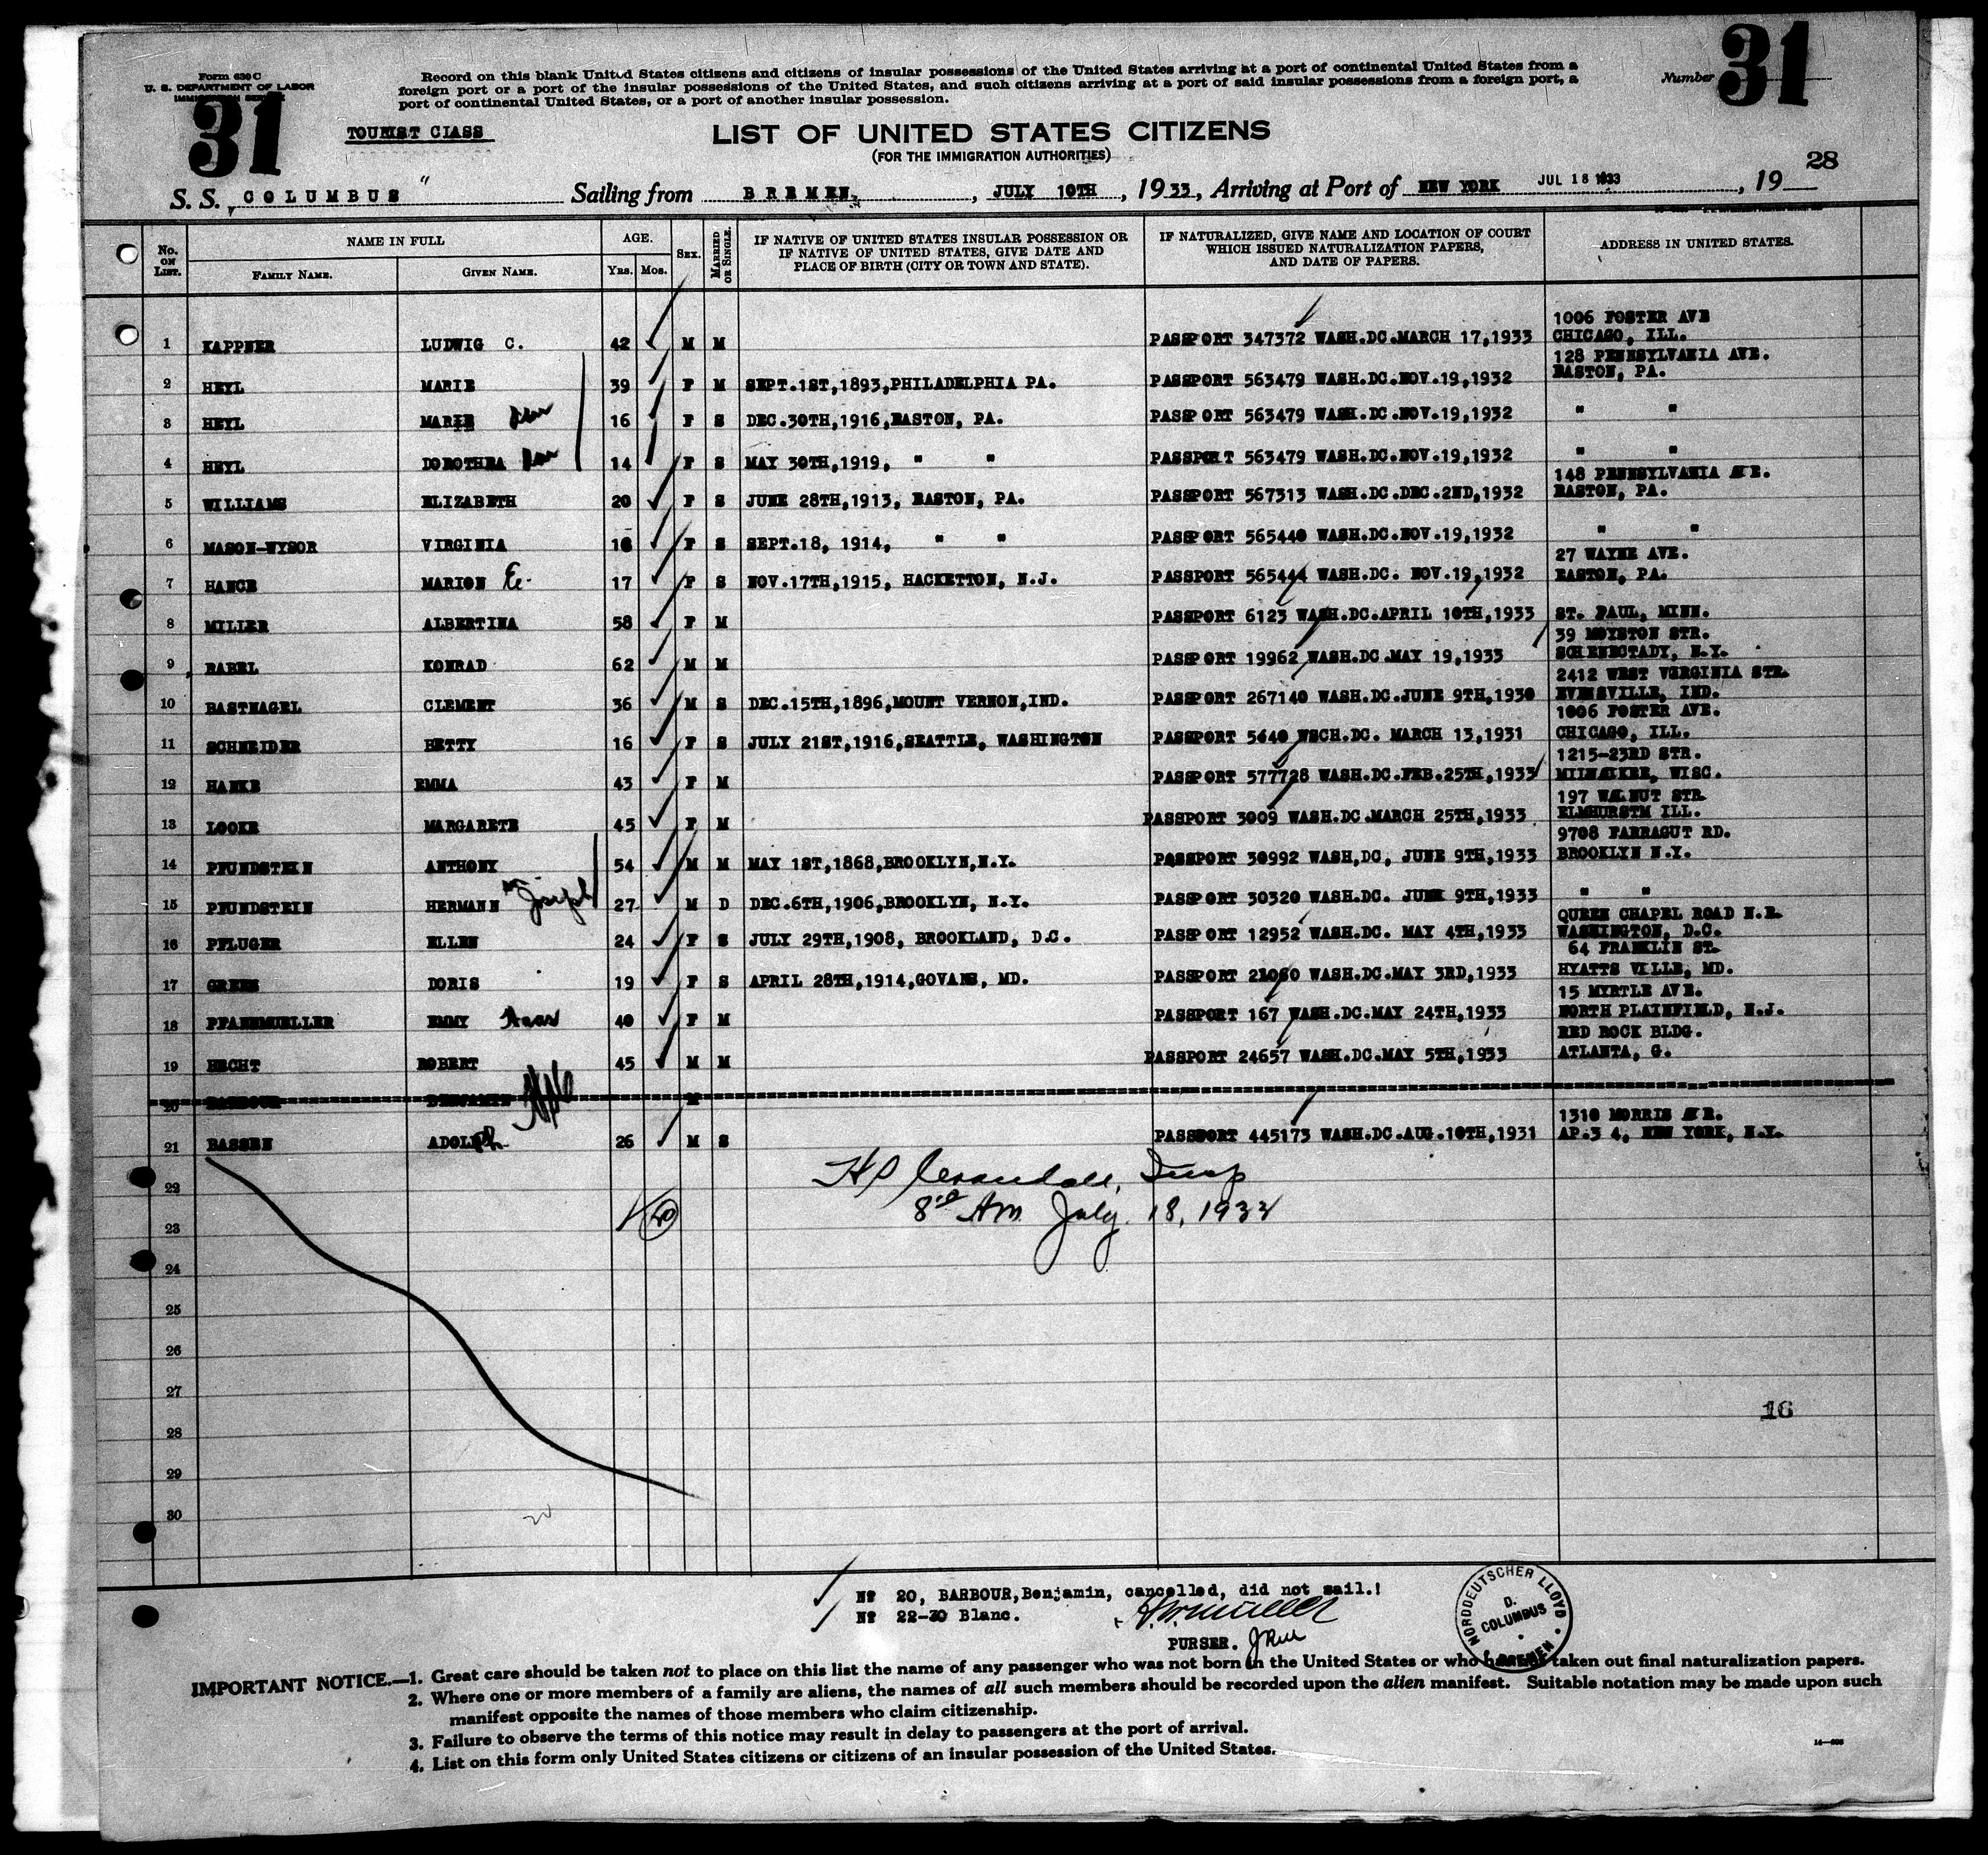 Form 630 C
U. S. DEPARTMENT OF LABOR
IMMIGRATION SERVICE
31
Record on this blank United States citizens and citizens of insular possessions of the United States arriving at a port of continental United States from a
foreign port or a port of the insular possessions of the United States, and such citizens arriving at a port of said insular possessions from a foreign port, a
port of continental United States, or a port of another insular possession.
Number 31
TOURIST CLASS
LIST OF UNITED STATES CITIZENS
(FOR THE IMMIGRATION AUTHORITIES)
28
S. S. COLUMBUS " Sailing from BREMEN, JULY 10TH, 1933, Arriving at Port of NEW YORK JUL 18 1933, 19
No. ON LIST.
NAME IN FULL
FAMILY NAME. GIVEN NAME.
AGE.
YRS. MOS.
SEX.
MARRIED OR SINGLE.
IF NATIVE OF UNITED STATES INSULAR POSSESSION OR
IF NATIVE OF UNITED STATES, GIVE DATE AND
PLACE OF BIRTH (CITY OR TOWN AND STATE).
IF NATURALIZED, GIVE NAME AND LOCATION OF COURT
WHICH ISSUED NATURALIZATION PAPERS,
AND DATE OF PAPERS.
ADDRESS IN UNITED STATES.
1006 FOSTER AVE
1 KAPPNER LUDWIG C. 42 M M PASSPORT 347372 WASH.DC.MARCH 17,1933 CHICAGO, ILL.
128 PENNSYLVANIA AVE.
2 HEYL MARIE 39 F M SEPT.1ST,1893,PHILADELPHIA PA. PASSPORT 563479 WASH.DC.NOV.19,1932 EASTON, PA.
3 HEYL MARIE 16 F S DEC.30TH,1916,EASTON, PA. PASSPORT 563479 WASH.DC.NOV.19,1932 " "
4 HEYL DOROTHEA 14 F S MAY 30TH,1919, " " PASSPORT 563479 WASH.DC.NOV.19,1932 " "
148 PENNSYLVANIA AVE.
5 WILLIAMS ELIZABETH 20 F S JUNE 28TH,1913, EASTON, PA. PASSPORT 567313 WASH.DC.DEC.2ND,1932 EASTON, PA.
6 MASON-WYSOR VIRGINIA 18 F S SEPT.18, 1914, " " PASSPORT 565440 WASH.DC.NOV.19,1932 " "
27 WAYNE AVE.
7 HANCE MARION E. 17 F S NOV.17TH,1915, HACKETTON, N.J. PASSPORT 565444 WASH.DC. NOV.19,1932 EASTON, PA.
8 MILLER ALBERTINA 58 F M PASSPORT 6123 WASH.DC.APRIL 10TH,1933 ST. PAUL, MINN.
39 MOYSTON STR.
9 BABEL KONRAD 62 M M PASSPORT 19962 WASH.DC.MAY 19,1933 SCHENECTADY, N.Y.
2412 WEST VIRGINIA STR.
10 BASTNAGEL CLEMENT 36 M S DEC.15TH,1896,MOUNT VERNON,IND. PASSPORT 267140 WASH.DC.JUNE 9TH,1930 EVENSVILLE, IND.
1006 FOSTER AVE.
11 SCHNEIDER BETTY 16 F S JULY 21ST,1916,SEATTLE, WASHINGTON PASSPORT 5640 WSCH.DC. MARCH 13,1931 CHICAGO, ILL.
1215-23RD STR.
12 HANKE EMMA 43 F M PASSPORT 577728 WASH.DC.FEB.25TH,1933 MILWAUKEE, WISC.
197 WALNUT STR.
13 LOOKE MARGARETE 45 F M PASSPORT 3009 WASH.DC.MARCH 25TH,1933 ELMHURSTM ILL.
9708 FARRAGUT RD.
14 PFUNDSTEIN ANTHONY 54 M M MAY 1ST,1868,BROOKLYN,N.Y. PASSPORT 30992 WASH,DC, JUNE 9TH,1933 BROOKLYN N.Y.
15 PFUNDSTEIN HERMANN Joseph 27 M D DEC.6TH,1906,BROOKLYN, N.Y. PASSPORT 30320 WASH.DC. JUNE 9TH,1933 " "
QUEEN CHAPEL ROAD N.E.
16 PFLUGER ELLEN 24 F S JULY 29TH,1908, BROOKLAND, D.C. PASSPORT 12952 WASH.DC. MAY 4TH,1933 WASHINGTON, D.C.
64 FRANKLIN ST.
17 GREES DORIS 19 F S APRIL 28TH,1914,GOVANS, MD. PASSPORT 21060 WASH.DC.MAY 3RD,1933 HYATTS VILLE, MD.
15 MYRTLE AVE.
18 PFANNMUELLER EMMY 40 F M PASSPORT 167 WASH.DC.MAY 24TH,1933 NORTH PLAINFIELD, N.J.
RED ROCK BLDG.
19 HECHT ROBERT 45 M M PASSPORT 24657 WASH.DC.MAY 5TH,1933 ATLANTA, G.
20 BARBOUR BENJAMIN M
1310 MORRIS AVE.
21 BASSEN ADOLPH 26 M S PASSPORT 445173 WASH.DC.AUG.10TH,1931 AP.3 4, NEW YORK, N.Y.
22
8 Am July 18, 1933
23
20
24
25
26
27
16
28
29
30
20
Nº 20, BARBOUR,Benjamin, cancelled, did not sail.!
Nº 22-30 Blanc.
PURSER.
NORDDEUTSCHER LLOYD BREMEN
D. COLUMBUS
IMPORTANT NOTICE.—1. Great care should be taken not to place on this list the name of any passenger who was not born in the United States or who has not taken out final naturalization papers.
2. Where one or more members of a family are aliens, the names of all such members should be recorded upon the alien manifest. Suitable notation may be made upon such
manifest opposite the names of those members who claim citizenship.
3. Failure to observe the terms of this notice may result in delay to passengers at the port of arrival.
4. List on this form only United States citizens or citizens of an insular possession of the United States.